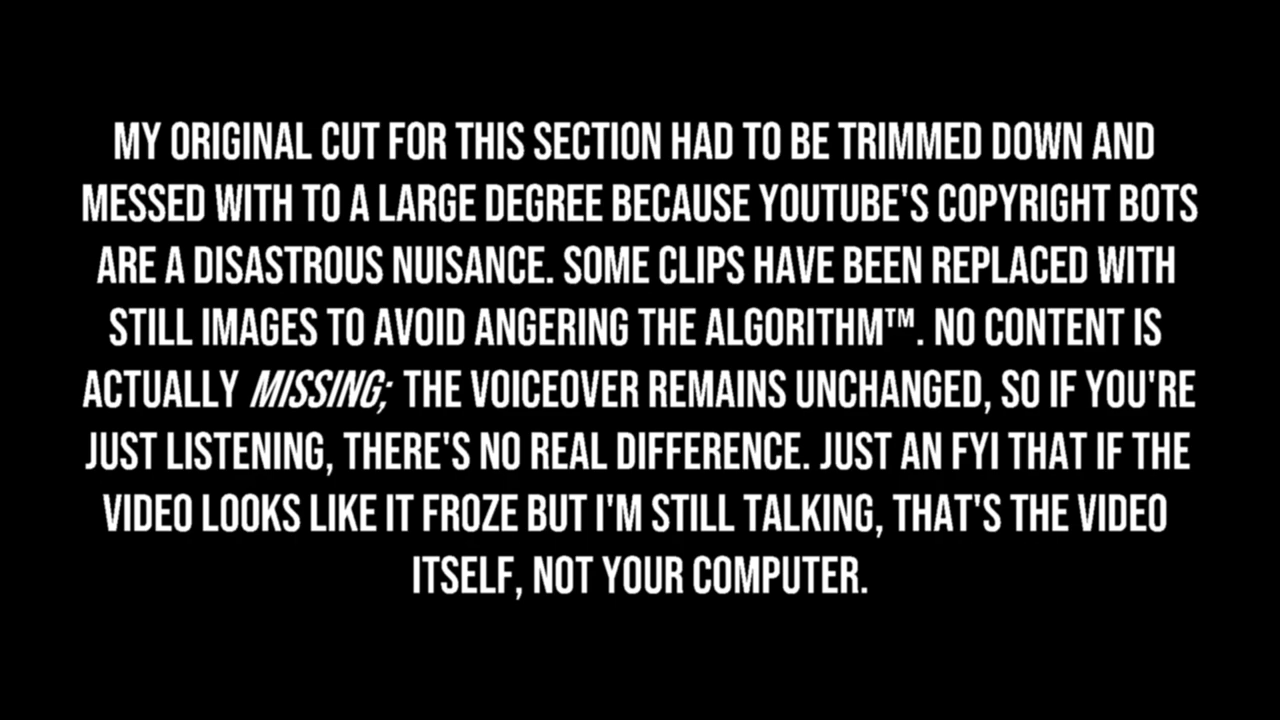 MY ORIGINAL CUT FOR THIS SECTION HAD TO BE TRIMMED DOWN AND
MESSED WITH TO A LARGE DEGREE BECAUSE YOUTUBE'S COPYRIGHT BOTS
ARE A DISASTROUS NUISANCE. SOME CLIPS HAVE BEEN REPLACED WITH
STILL IMAGES TO AVOID ANGERING THE ALGORITHM™. NO CONTENT IS
ACTUALLY MISSING; THE VOICEOVER REMAINS UNCHANGED, SO IF YOU'RE
JUST LISTENING, THERE'S NO REAL DIFFERENCE. JUST AN FYI THAT IF THE
VIDEO LOOKS LIKE IT FROZE BUT I'M STILL TALKING, THAT'S THE VIDEO
ITSELF, NOT YOUR COMPUTER.